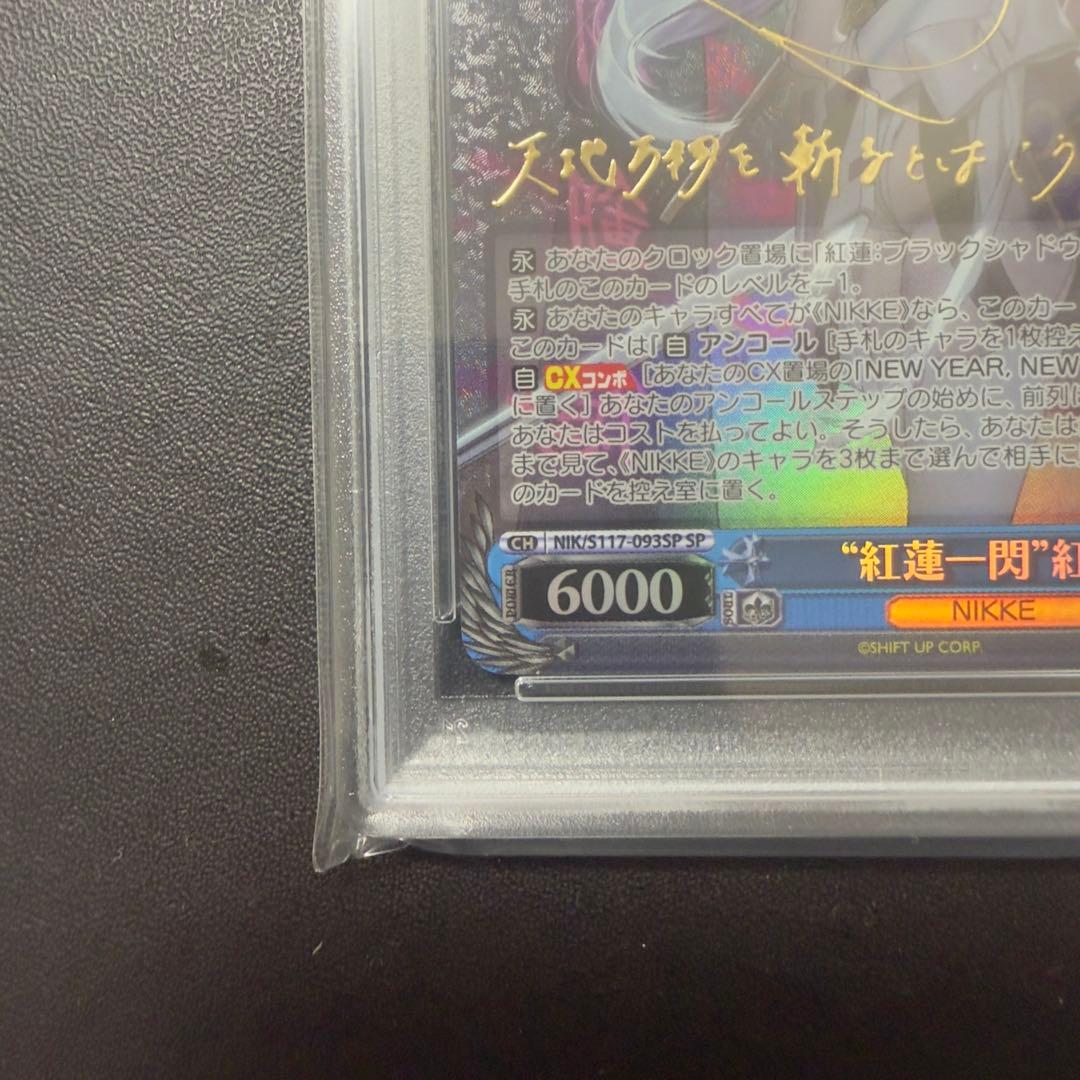 天地万物を斬るとはこう
永 あなたのクロック置場に「紅蓮:ブラックシャドウ
手札のこのカードのレベルを－1。
永 あなたのキャラすべてが《NIKKE》なら、このカー
このカードは「自 アンコール [手札のキャラを1枚控え
自 CXコンボ [あなたのCX置場の「NEW YEAR, NEW
に置く] あなたのアンコールステップの始めに、前列に
あなたはコストを払ってよい。そうしたら、あなたは
まで見て、《NIKKE》のキャラを3枚まで選んで相手に
のカードを控え室に置く。
CH NIK/S117-093SP SP
“紅蓮一閃”紅
POWER 6000 SOUL
NIKKE
©SHIFT UP CORP.